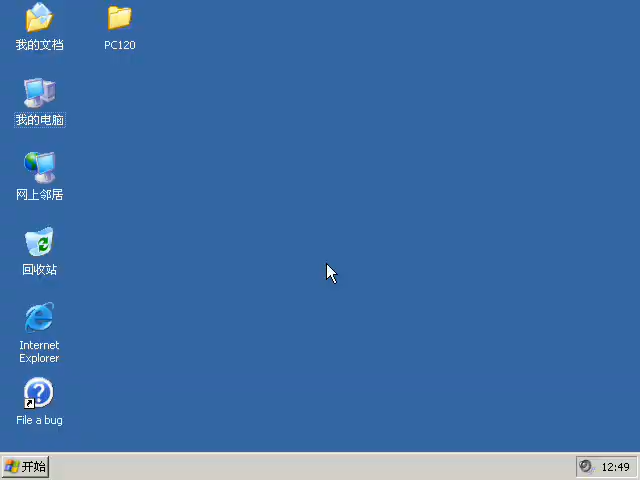 我的文档
PC120
我的电脑
网上邻居
回收站
Internet
Explorer
File a bug
开始
12:49